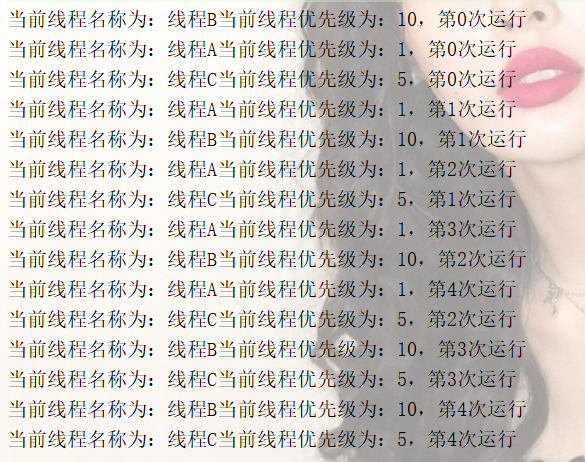 当前线程名称为：线程B当前线程优先级为：10，第0次运行
当前线程名称为：线程A当前线程优先级为：1，第0次运行
当前线程名称为：线程C当前线程优先级为：5，第0次运行
当前线程名称为：线程A当前线程优先级为：1，第1次运行
当前线程名称为：线程B当前线程优先级为：10，第1次运行
当前线程名称为：线程A当前线程优先级为：1，第2次运行
当前线程名称为：线程C当前线程优先级为：5，第1次运行
当前线程名称为：线程A当前线程优先级为：1，第3次运行
当前线程名称为：线程B当前线程优先级为：10，第2次运行
当前线程名称为：线程A当前线程优先级为：1，第4次运行
当前线程名称为：线程C当前线程优先级为：5，第2次运行
当前线程名称为：线程B当前线程优先级为：10，第3次运行
当前线程名称为：线程C当前线程优先级为：5，第3次运行
当前线程名称为：线程B当前线程优先级为：10，第4次运行
当前线程名称为：线程C当前线程优先级为：5，第4次运行